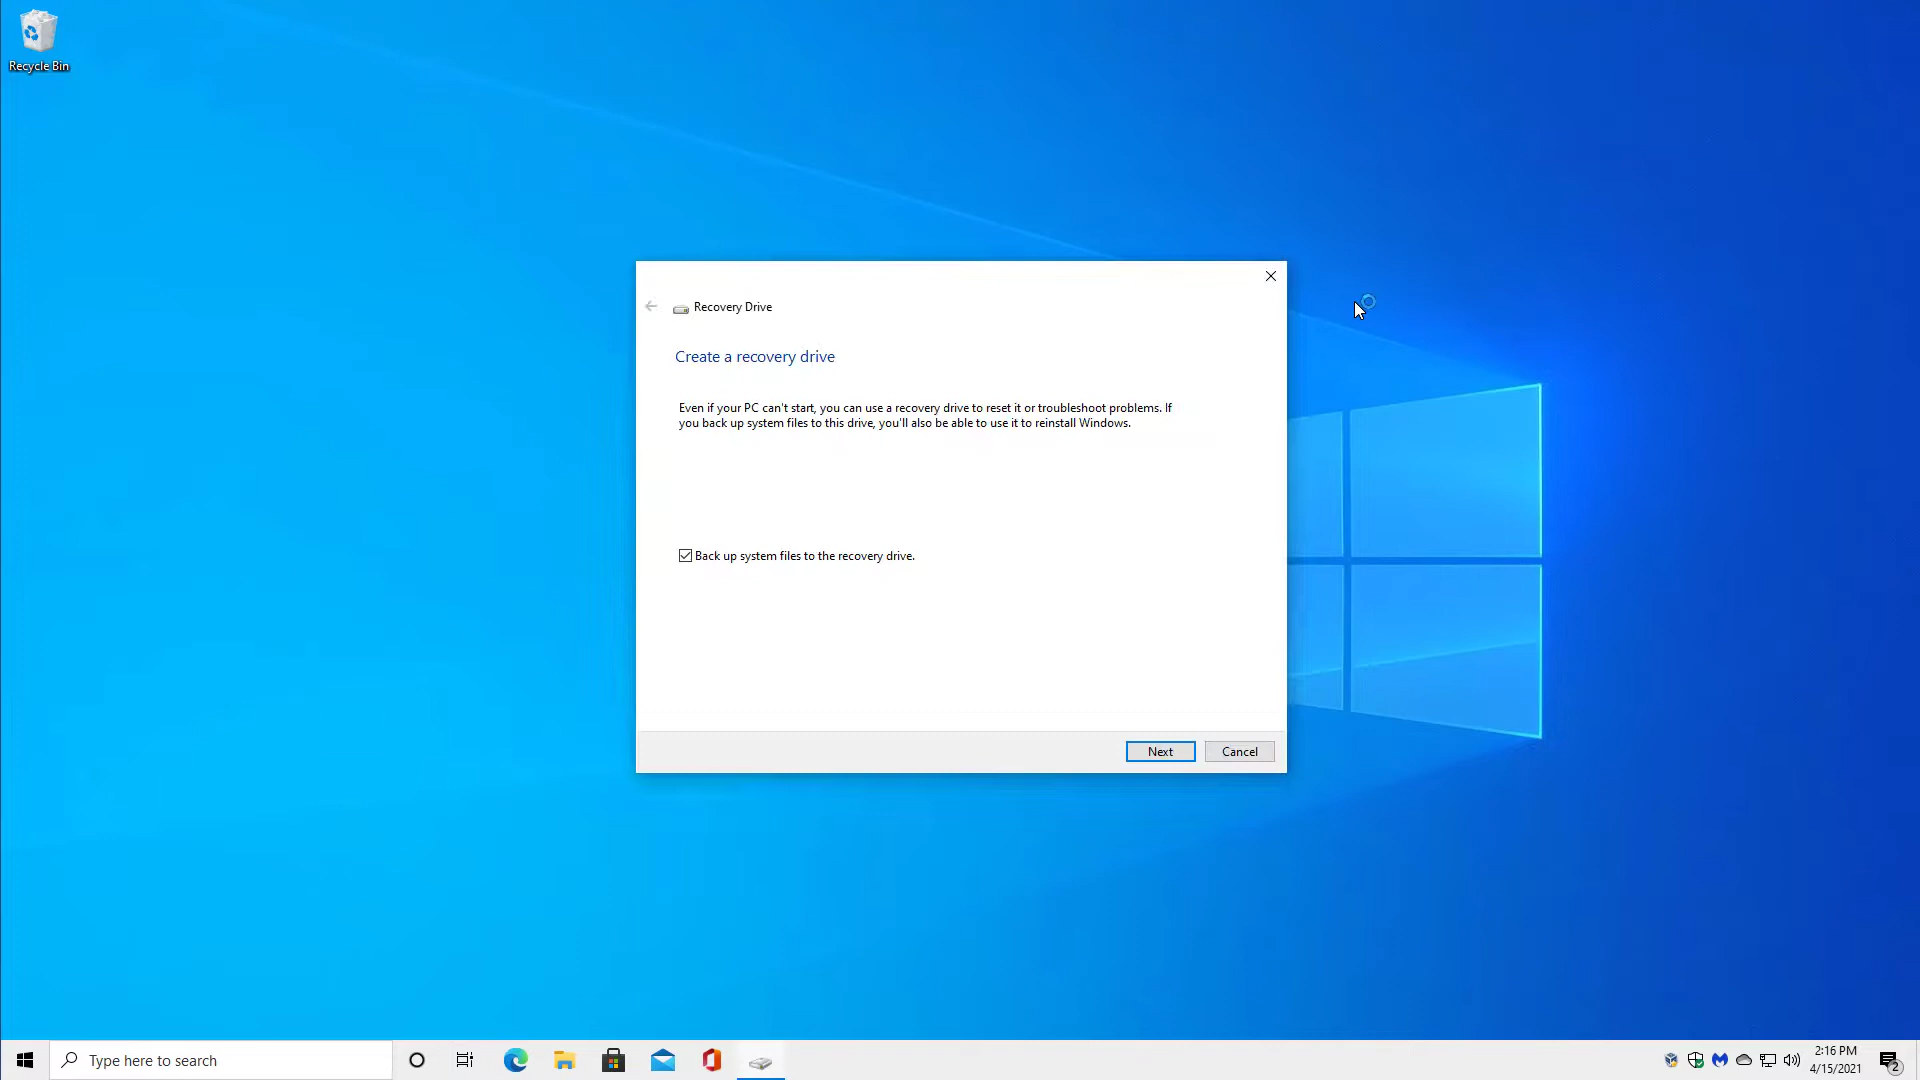 Recycle Bin
Recovery Drive
Create a recovery drive
Even if your PC can't start, you can use a recovery drive to reset it or troubleshoot problems. If
you back up system files to this drive, you'll also be able to use it to reinstall Windows.
Back up system files to the recovery drive.
Next
Cancel
Type here to search
2:16 PM
4/15/2021
2